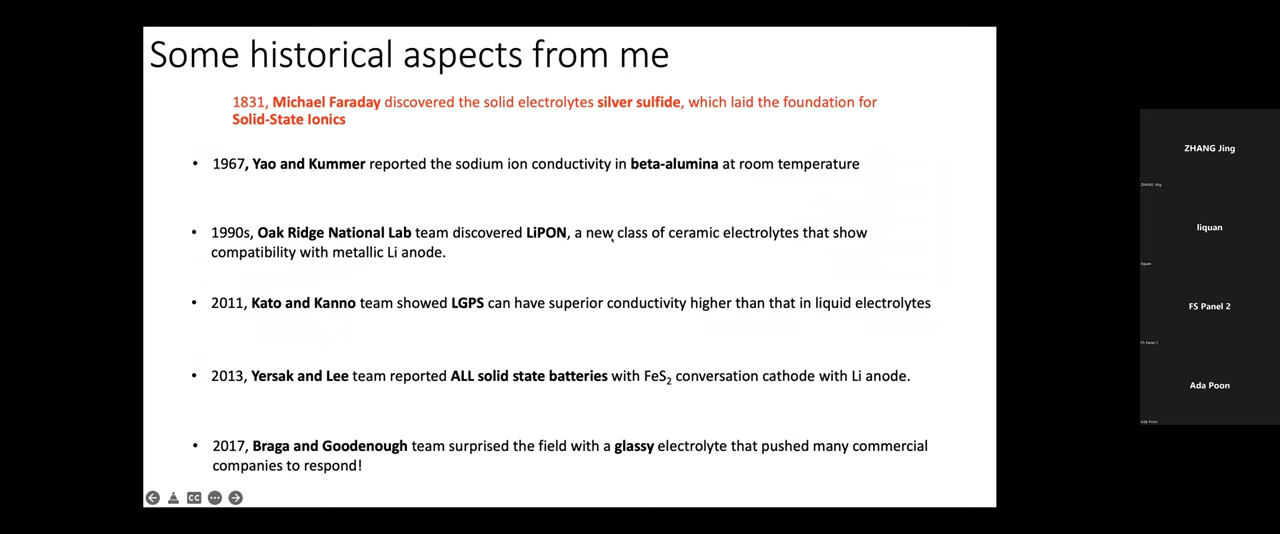 Some historical aspects from me
1831, Michael Faraday discovered the solid electrolytes silver sulfide, which laid the foundation for
Solid-State Ionics
• 1967, Yao and Kummer reported the sodium ion conductivity in beta-alumina at room temperature
• 1990s, Oak Ridge National Lab team discovered LiPON, a new class of ceramic electrolytes that show
compatibility with metallic Li anode.
• 2011, Kato and Kanno team showed LGPS can have superior conductivity higher than that in liquid electrolytes
• 2013, Yersak and Lee team reported ALL solid state batteries with FeS₂ conversation cathode with Li anode.
• 2017, Braga and Goodenough team surprised the field with a glassy electrolyte that pushed many commercial
companies to respond!
CC
ZHANG Jing
ZHANG Jing
liquan
liquan
FS Panel 2
FS Panel 2
Ada Poon
Ada Poon